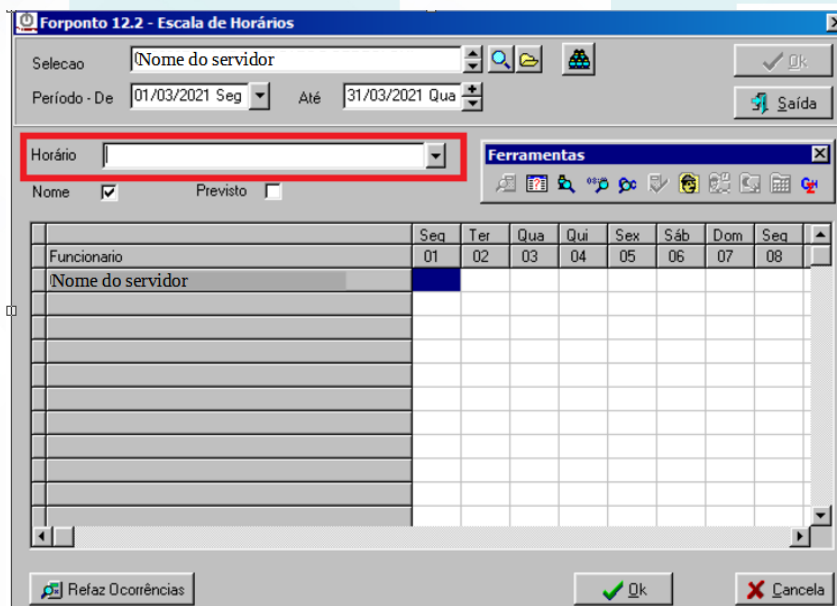 Forponto 12.2 - Escala de Horários
Selecao Nome do servidor
Ok
Período - De 01/03/2021 Seg Até 31/03/2021 Qua
Saída
Horário
Ferramentas
Nome Previsto
Seg Ter Qua Qui Sex Sáb Dom Seg
Funcionario 01 02 03 04 05 06 07 08
Nome do servidor
Refaz Ocorrências Ok Cancela